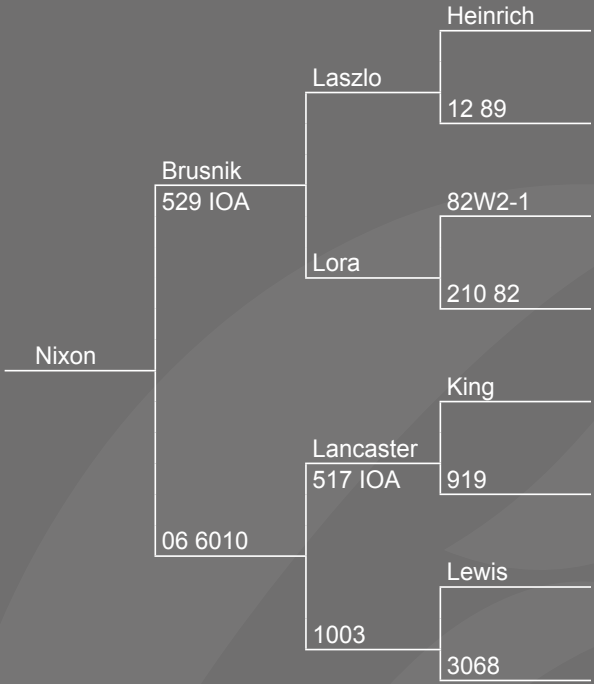 Heinrich
Laszlo
12 89
Brusnik
529 IOA
82W2-1
Lora
210 82
Nixon
King
Lancaster
517 IOA
919
06 6010
Lewis
1003
3068